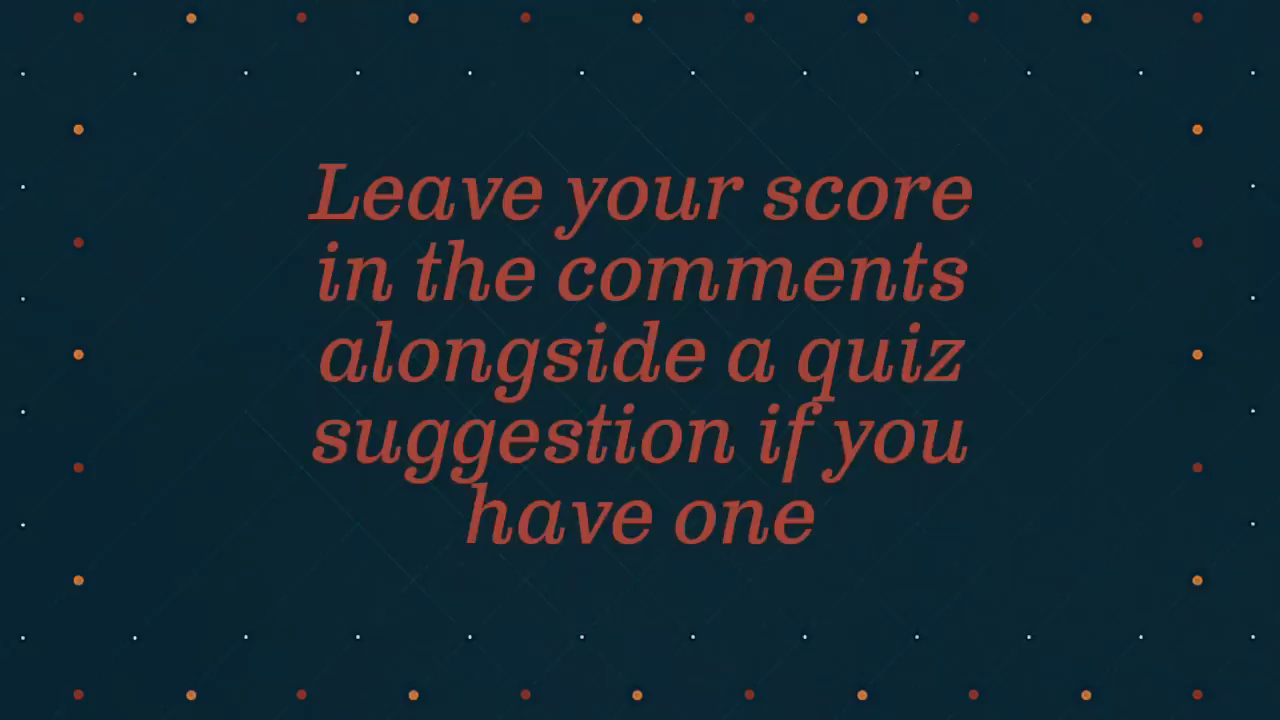 Leave your score
in the comments
alongside a quiz
suggestion if you
have one